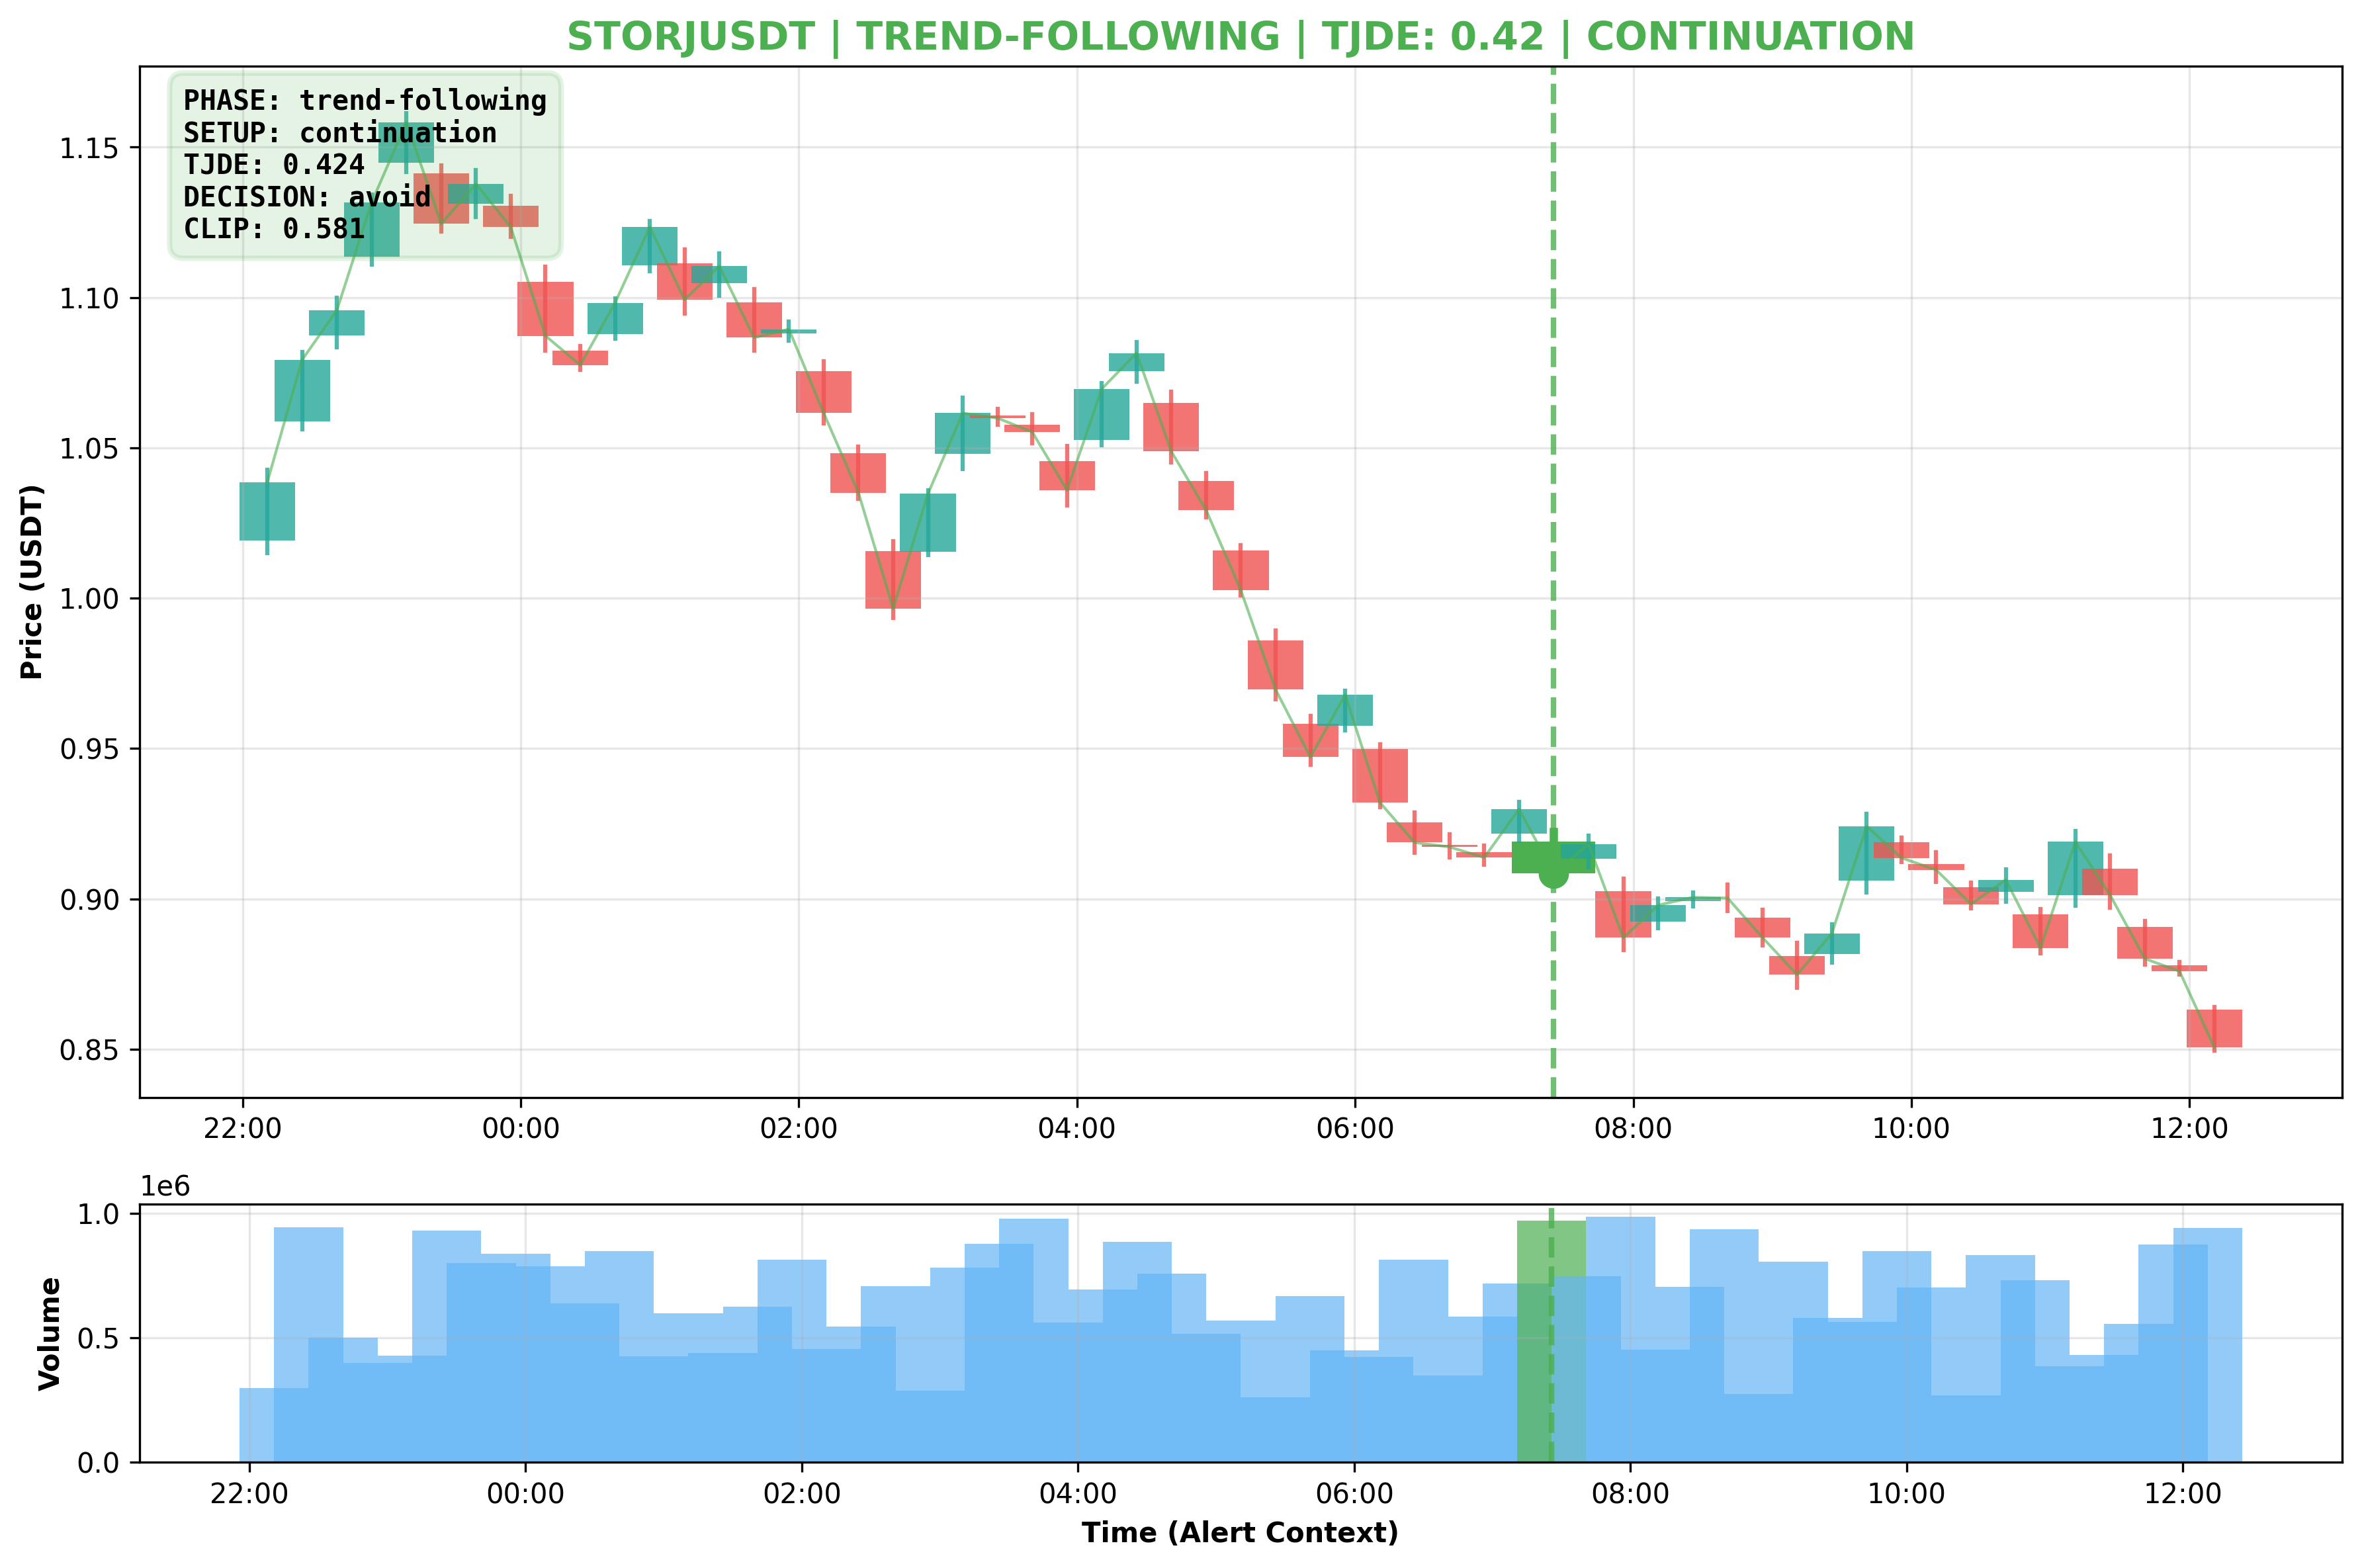 STORJUSDT | TREND-FOLLOWING | TJDE: 0.42 | CONTINUATION
PHASE: trend-following
SETUP: continuation
TJDE: 0.424
DECISION: avoid
CLIP: 0.581
Price (USDT)
1.15
1.10
1.05
1.00
0.95
0.90
0.85
22:00 00:00 02:00 04:00 06:00 08:00 10:00 12:00
1e6
Volume
1.0
0.5
0.0
22:00 00:00 02:00 04:00 06:00 08:00 10:00 12:00
Time (Alert Context)